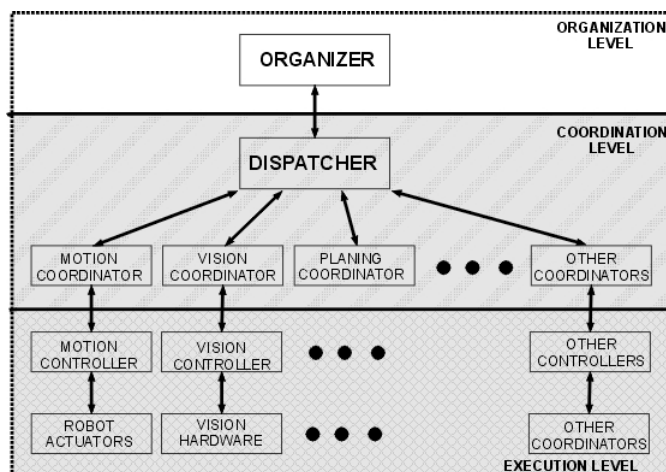 ORGANIZATION
LEVEL
ORGANIZER
COORDINATION
LEVEL
DISPATCHER
MOTION
COORDINATOR
VISION
COORDINATOR
PLANING
COORDINATOR
OTHER
COORDINATORS
MOTION
CONTROLLER
VISION
CONTROLLER
OTHER
CONTROLLERS
ROBOT
ACTUATORS
VISION
HARDWARE
OTHER
COORDINATORS
EXECUTION LEVEL